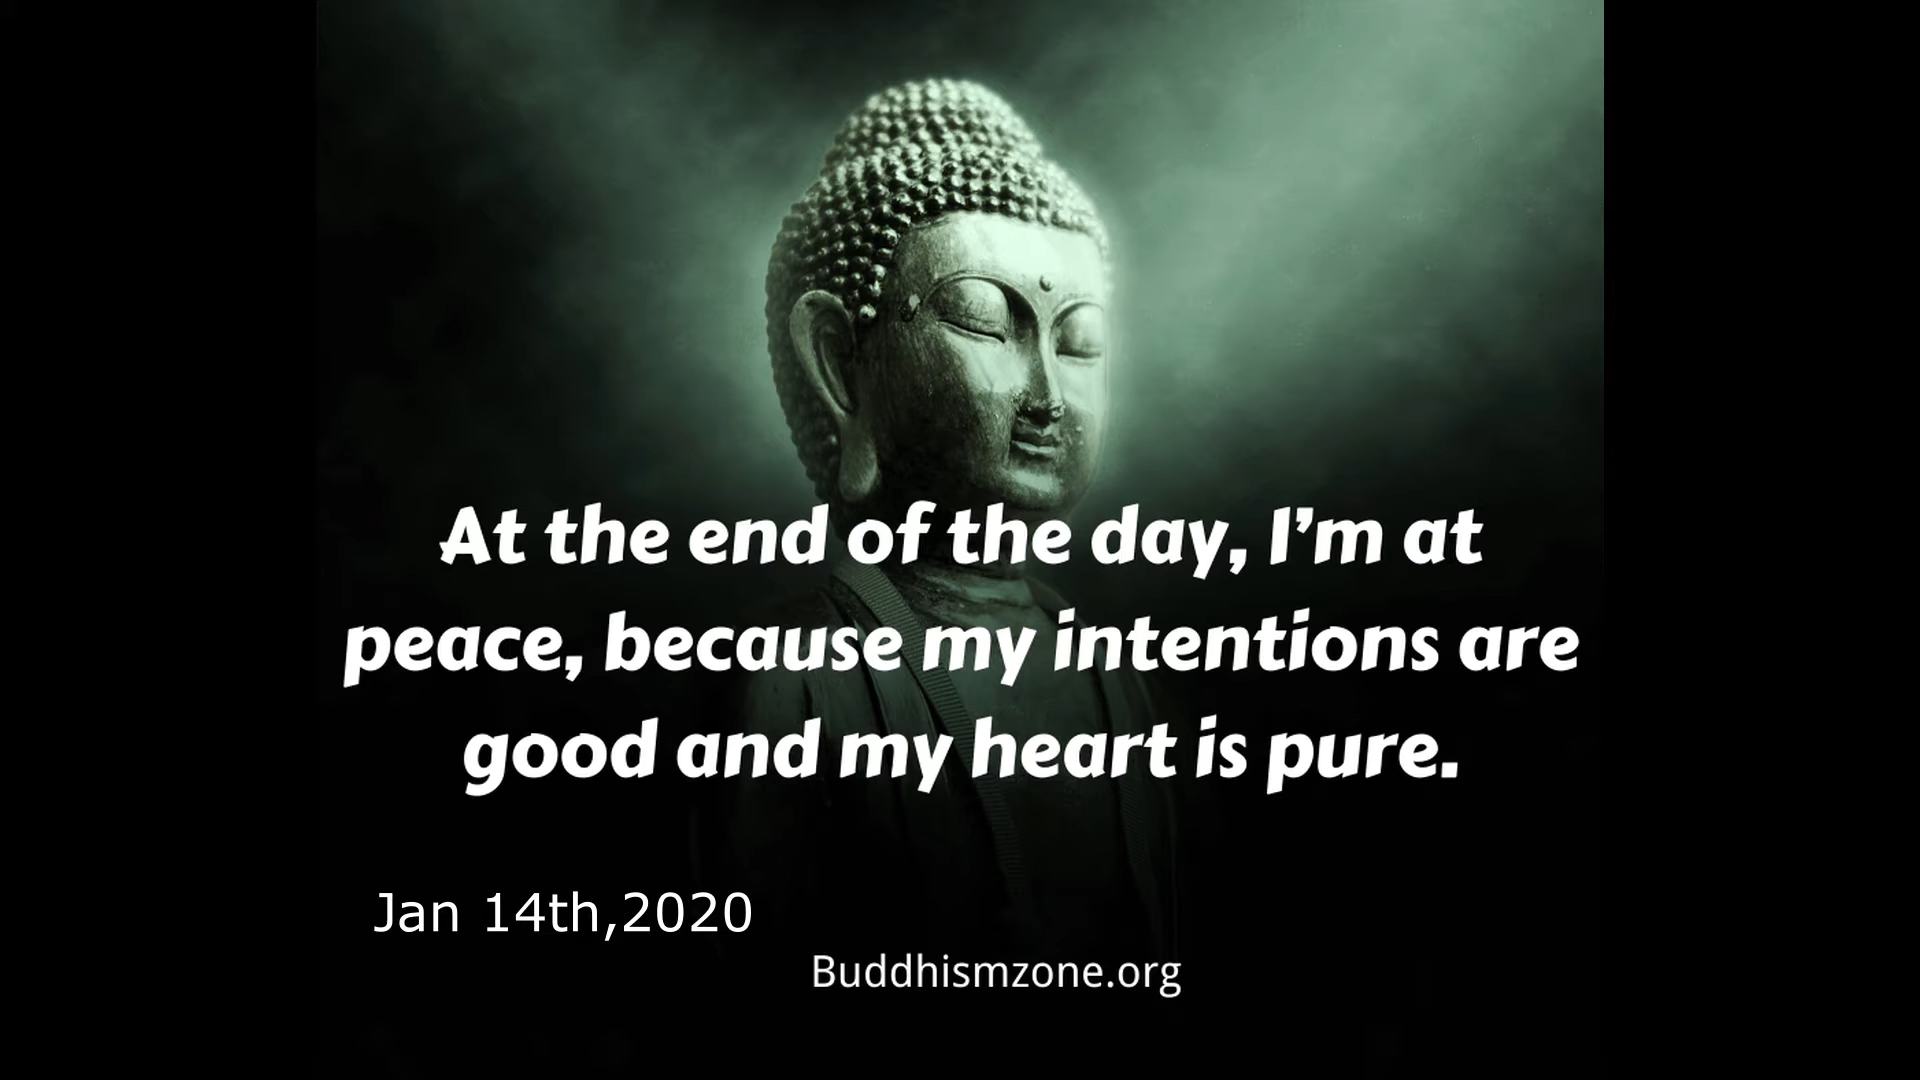 At the end of the day, I’m at
peace, because my intentions are
good and my heart is pure.
Jan 14th,2020
Buddhismzone.org